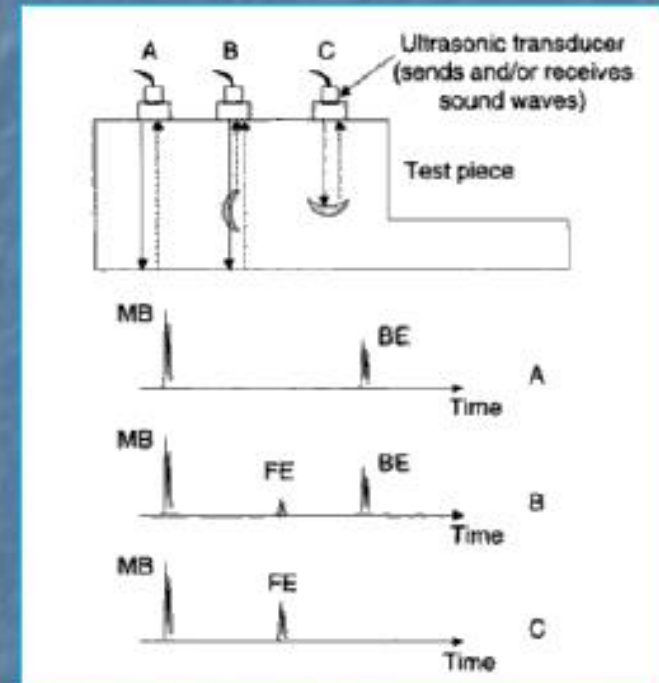 A B C
Ultrasonic transducer
(sends and/or receives
sound waves)
Test piece
MB
BE
A
Time
MB
FE
BE
B
Time
MB
FE
C
Time